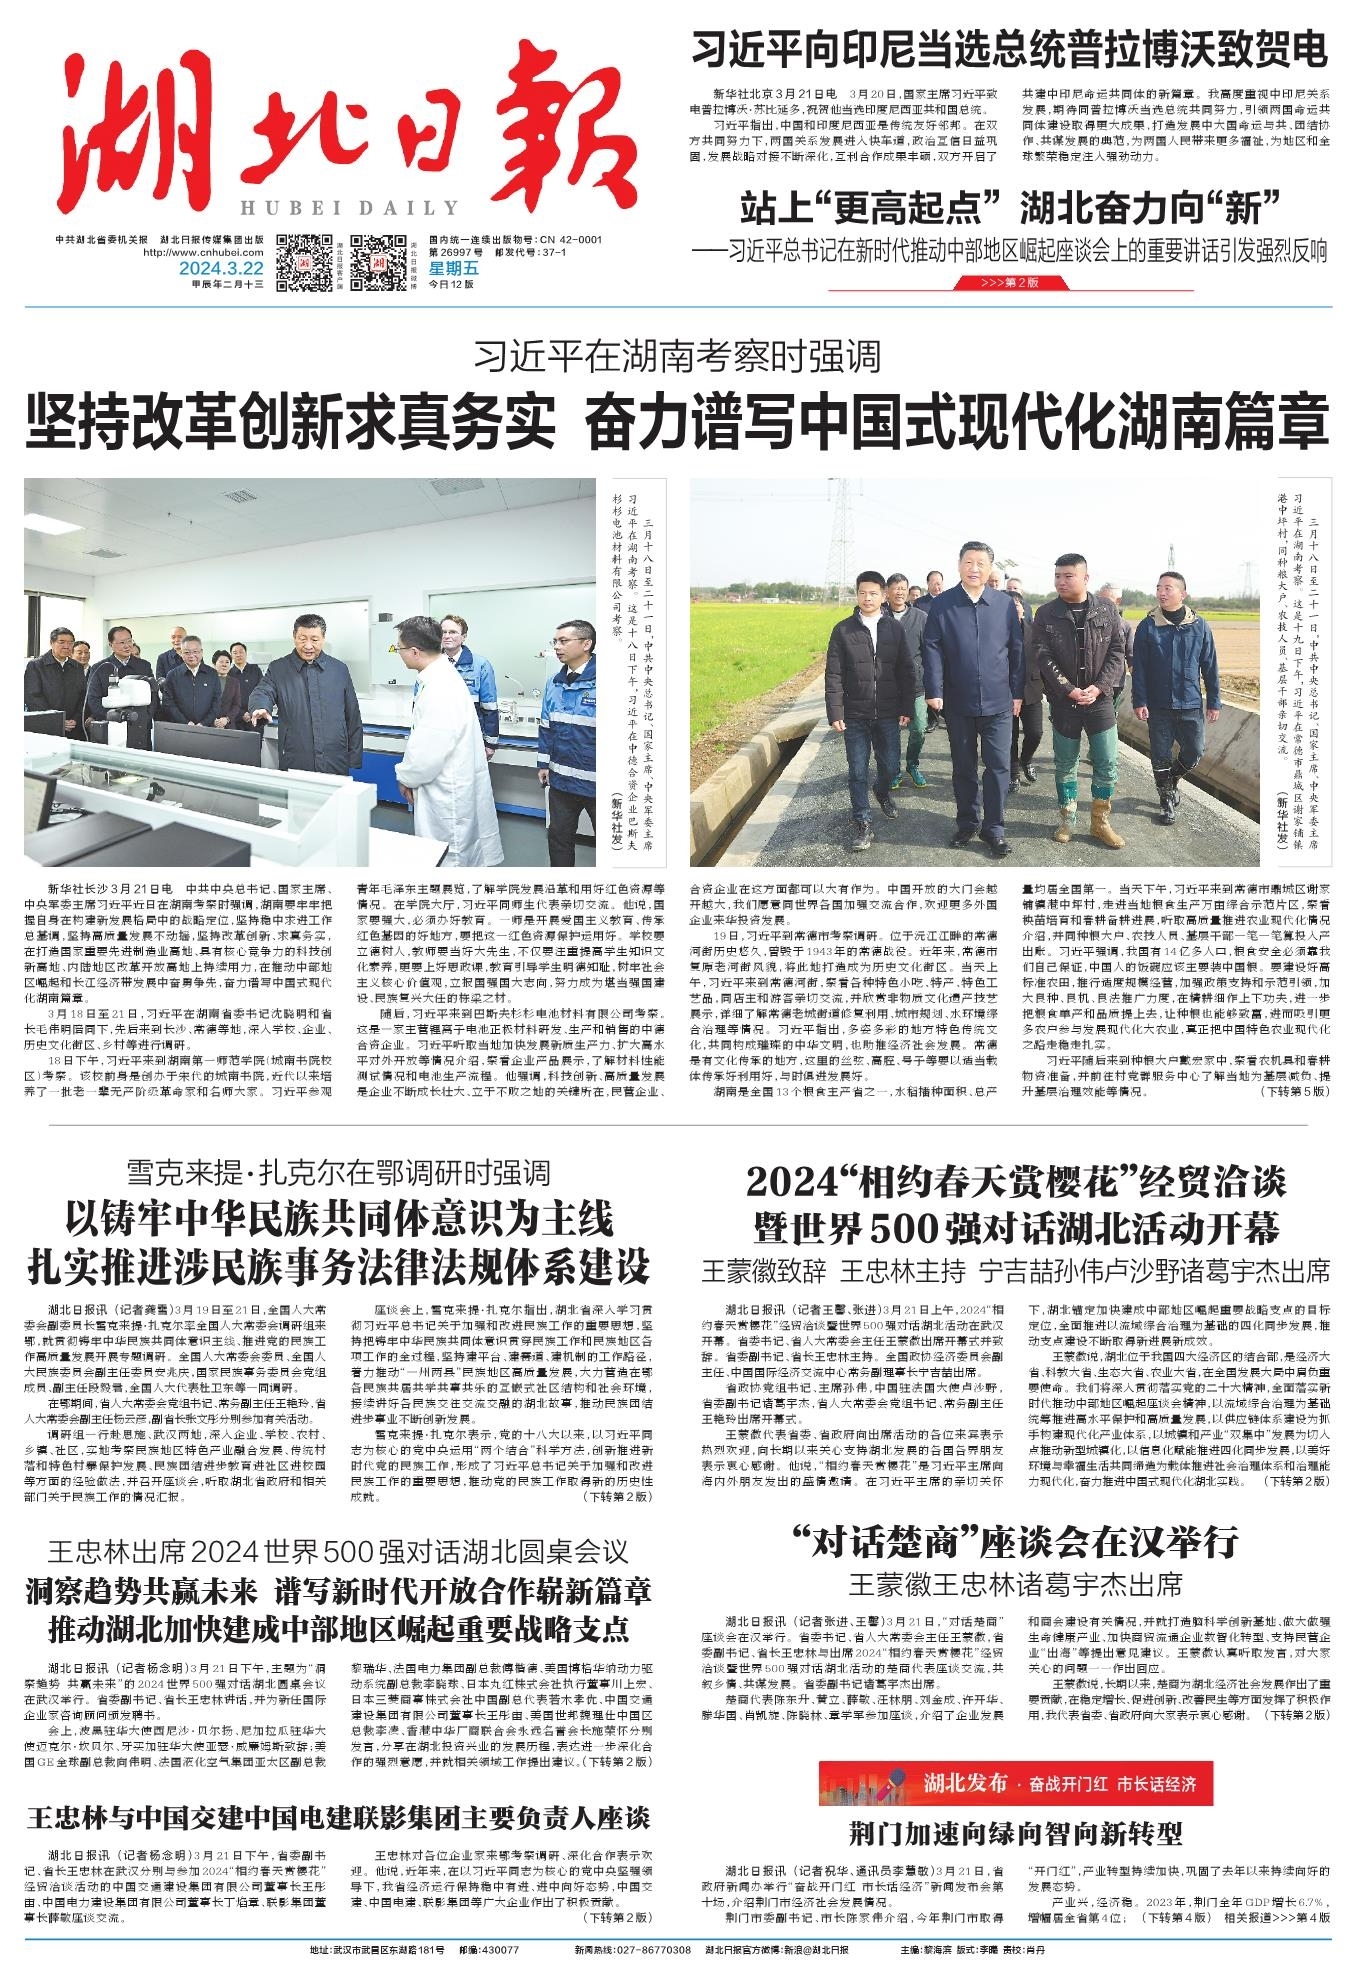 湖北日报
HUBEI DAILY
中共湖北省委机关报 湖北日报传媒集团出版
http://www.cnhubei.com
2024.3.22
甲辰年二月十三
湖北日报客户端
湖北日报微博
国内统一连续出版物号:CN 42-0001
第26997号 邮发代号:37-1
星期五
今日12版
习近平向印尼当选总统普拉博沃致贺电
新华社北京3月21日电 3月20日,国家主席习近平致
电普拉博沃·苏比延多,祝贺他当选印度尼西亚共和国总统。
习近平指出,中国和印度尼西亚是传统友好邻邦。在双
方共同努力下,两国关系发展进入快车道,政治互信日益巩
固,发展战略对接不断深化,互利合作成果丰硕,双方开启了
共建中印尼命运共同体的新篇章。我高度重视中印尼关系
发展,期待同普拉博沃当选总统共同努力,引领两国命运共
同体建设取得更大成果,打造发展中大国命运与共、团结协
作、共谋发展的典范,为两国人民带来更多福祉,为地区和全
球繁荣稳定注入强劲动力。
站上“更高起点” 湖北奋力向“新”
——习近平总书记在新时代推动中部地区崛起座谈会上的重要讲话引发强烈反响
>>>第2版
习近平在湖南考察时强调
坚持改革创新求真务实 奋力谱写中国式现代化湖南篇章
三月十八日至二十一日,中共中央总书记、国家主席、中央军委主席
习近平在湖南考察。这是十八日下午,习近平在中德合资企业巴斯夫
杉杉电池材料有限公司考察。
(新华社发)
三月十八日至二十一日,中共中央总书记、国家主席、中央军委主席
习近平在湖南考察。这是十九日下午,习近平在常德市鼎城区谢家铺镇
港中坪村,同种粮大户、农技人员、基层干部亲切交流。
(新华社发)
新华社长沙3月21日电 中共中央总书记、国家主席、
中央军委主席习近平近日在湖南考察时强调,湖南要牢牢把
握自身在构建新发展格局中的战略定位,坚持稳中求进工作
总基调,坚持高质量发展不动摇,坚持改革创新、求真务实,
在打造国家重要先进制造业高地、具有核心竞争力的科技创
新高地、内陆地区改革开放高地上持续用力,在推动中部地
区崛起和长江经济带发展中奋勇争先,奋力谱写中国式现代
化湖南篇章。
3月18日至21日,习近平在湖南省委书记沈晓明和省
长毛伟明陪同下,先后来到长沙、常德等地,深入学校、企业、
历史文化街区、乡村等进行调研。
18日下午,习近平来到湖南第一师范学院(城南书院校
区)考察。该校前身是创办于宋代的城南书院,近代以来培
养了一批老一辈无产阶级革命家和名师大家。习近平参观
青年毛泽东主题展览,了解学院发展沿革和用好红色资源等
情况。在学院大厅,习近平同师生代表亲切交流。他说,国
家要强大,必须办好教育。一师是开展爱国主义教育、传承
红色基因的好地方,要把这一红色资源保护运用好。学校要
立德树人,教师要当好大先生,不仅要注重提高学生知识文
化素养,更要上好思政课,教育引导学生明德知耻,树牢社会
主义核心价值观,立报国强国大志向,努力成为堪当强国建
设、民族复兴大任的栋梁之材。
随后,习近平来到巴斯夫杉杉电池材料有限公司考察。
这是一家主营锂离子电池正极材料研发、生产和销售的中德
合资企业。习近平听取当地加快发展新质生产力、扩大高水
平对外开放等情况介绍,察看企业产品展示,了解材料性能
测试情况和电池生产流程。他强调,科技创新、高质量发展
是企业不断成长壮大、立于不败之地的关键所在,民营企业、
合资企业在这方面都可以大有作为。中国开放的大门会越
开越大,我们愿意同世界各国加强交流合作,欢迎更多外国
企业来华投资发展。
19日,习近平到常德市考察调研。位于沅江江畔的常德
河街历史悠久,曾毁于1943年的常德战役。近年来,常德市
复原老河街风貌,将此地打造成为历史文化街区。当天上
午,习近平来到常德河街,察看各种特色小吃、特产、特色工
艺品,同店主和游客亲切交流,并欣赏非物质文化遗产技艺
展示,详细了解常德老城街道修复利用、城市规划、水环境综
合治理等情况。习近平指出,多姿多彩的地方特色传统文
化,共同构成璀璨的中华文明,也助推经济社会发展。常德
是有文化传承的地方,这里的丝弦、高腔、号子等要以适当载
体传承好利用好,与时俱进发展好。
湖南是全国13个粮食主产省之一,水稻播种面积、总产
量均居全国第一。当天下午,习近平来到常德市鼎城区谢家
铺镇港中坪村,走进当地粮食生产万亩综合示范片区,察看
秧苗培育和春耕备耕进展,听取高质量推进农业现代化情况
介绍,并同种粮大户、农技人员、基层干部一笔一笔算投入产
出账。习近平强调,我国有14亿多人口,粮食安全必须靠我
们自己保证,中国人的饭碗应该主要装中国粮。要建设好高
标准农田,推行适度规模经营,加强政策支持和示范引领,加
大良种、良机、良法推广力度,在精耕细作上下功夫,进一步
把粮食单产和品质提上去,让种粮也能够致富,进而吸引更
多农户参与发展现代化大农业,真正把中国特色农业现代化
之路走稳走扎实。
习近平随后来到种粮大户戴宏家中,察看农机具和春耕
物资准备,并前往村党群服务中心了解当地为基层减负、提
升基层治理效能等情况。 (下转第5版)
雪克来提·扎克尔在鄂调研时强调
以铸牢中华民族共同体意识为主线
扎实推进涉民族事务法律法规体系建设
湖北日报讯 (记者龚雪)3月19日至21日,全国人大常
委会副委员长雪克来提·扎克尔率全国人大常委会调研组来
鄂,就贯彻铸牢中华民族共同体意识主线、推进党的民族工
作高质量发展开展专题调研。全国人大常委会委员、全国人
大民族委员会副主任委员安兆庆,国家民族事务委员会党组
成员、副主任段毅君,全国人大代表杜卫东等一同调研。
在鄂期间,省人大常委会党组书记、常务副主任王艳玲,省
人大常委会副主任杨云彦,副省长张文彤分别参加有关活动。
调研组一行赴恩施、武汉两地,深入企业、学校、农村、
乡镇、社区,实地考察民族地区特色产业融合发展、传统村
落和特色村寨保护发展、民族团结进步教育进社区进校园
等方面的经验做法,并召开座谈会,听取湖北省政府和相关
部门关于民族工作的情况汇报。
座谈会上,雪克来提·扎克尔指出,湖北省深入学习贯
彻习近平总书记关于加强和改进民族工作的重要思想,坚
持把铸牢中华民族共同体意识贯穿民族工作和民族地区各
项工作的全过程,坚持建平台、建赛道、建机制的工作路径,
着力推动“一州两县”民族地区高质量发展,大力营造在鄂
各民族共居共学共事共乐的互嵌式社区结构和社会环境,
接续讲好各民族交往交流交融的湖北故事,推动民族团结
进步事业不断创新发展。
雪克来提·扎克尔表示,党的十八大以来,以习近平同
志为核心的党中央运用“两个结合”科学方法,创新推进新
时代党的民族工作,形成了习近平总书记关于加强和改进
民族工作的重要思想,推动党的民族工作取得新的历史性
成就。 (下转第2版)
2024“相约春天赏樱花”经贸洽谈
暨世界500强对话湖北活动开幕
王蒙徽致辞 王忠林主持 宁吉喆孙伟卢沙野诸葛宇杰出席
湖北日报讯 (记者王馨、张进)3月21日上午,2024“相
约春天赏樱花”经贸洽谈暨世界500强对话湖北活动在武汉
开幕。省委书记、省人大常委会主任王蒙徽出席开幕式并致
辞。省委副书记、省长王忠林主持。全国政协经济委员会副
主任、中国国际经济交流中心常务副理事长宁吉喆出席。
省政协党组书记、主席孙伟,中国驻法国大使卢沙野,
省委副书记诸葛宇杰,省人大常委会党组书记、常务副主任
王艳玲出席开幕式。
王蒙徽代表省委、省政府向出席活动的各位来宾表示
热烈欢迎,向长期以来关心支持湖北发展的各国各界朋友
表示衷心感谢。他说,“相约春天赏樱花”是习近平主席向
海内外朋友发出的盛情邀请。在习近平主席的亲切关怀
下,湖北锚定加快建成中部地区崛起重要战略支点的目标
定位,全面推进以流域综合治理为基础的四化同步发展,推
动支点建设不断取得新进展新成效。
王蒙徽说,湖北位于我国四大经济区的结合部,是经济大
省、科教大省、生态大省、农业大省,在全国发展大局中肩负重
要使命。我们将深入贯彻落实党的二十大精神,全面落实新
时代推动中部地区崛起座谈会精神,以流域综合治理为基础
统筹推进高水平保护和高质量发展,以供应链体系建设为抓
手构建现代化产业体系,以城镇和产业“双集中”发展为切入
点推动新型城镇化,以信息化赋能推进四化同步发展,以美好
环境与幸福生活共同缔造为载体推进社会治理体系和治理能
力现代化,奋力推进中国式现代化湖北实践。 (下转第2版)
王忠林出席2024世界500强对话湖北圆桌会议
洞察趋势共赢未来 谱写新时代开放合作崭新篇章
推动湖北加快建成中部地区崛起重要战略支点
湖北日报讯 (记者杨念明)3月21日下午,主题为“洞
察趋势 共赢未来”的2024世界500强对话湖北圆桌会议
在武汉举行。省委副书记、省长王忠林讲话,并为新任国际
企业家咨询顾问颁发聘书。
会上,波黑驻华大使西尼沙·贝尔扬、尼加拉瓜驻华大
使迈克尔·坎贝尔、牙买加驻华大使亚瑟·威廉姆斯致辞;美
国GE全球副总裁向伟明、法国液化空气集团亚太区副总裁
黎瑞华、法国电力集团副总裁傅楷德、美国博格华纳动力驱
动系统副总裁李晓球、日本丸红株式会社执行董事川上宏、
日本三菱商事株式会社中国副总代表若木孝优、中国交通
建设集团有限公司董事长王彤宙、美国世邦魏理仕中国区
总裁李凌、香港中华厂商联合会永远名誉会长施荣怀分别
发言,分享在湖北投资兴业的发展历程,表达进一步深化合
作的强烈意愿,并就相关领域工作提出建议。(下转第2版)
“对话楚商”座谈会在汉举行
王蒙徽王忠林诸葛宇杰出席
湖北日报讯 (记者张进、王馨)3月21日,“对话楚商”
座谈会在汉举行。省委书记、省人大常委会主任王蒙徽,省
委副书记、省长王忠林与出席2024“相约春天赏樱花”经贸
洽谈暨世界500强对话湖北活动的楚商代表座谈交流,共
叙乡情、共谋发展。省委副书记诸葛宇杰出席。
楚商代表陈东升、黄立、薛敏、汪林朋、刘金成、许开华、
滕华国、肖凯旋、陈晓林、章学军参加座谈,介绍了企业发展
和商会建设有关情况,并就打造脑科学创新基地、做大做强
生命健康产业、加快商贸流通企业数智化转型、支持民营企
业“出海”等提出意见建议。王蒙徽认真听取发言,对大家
关心的问题一一作出回应。
王蒙徽说,长期以来,楚商为湖北经济社会发展作出了重
要贡献,在稳定增长、促进创新、改善民生等方面发挥了积极作
用,我代表省委、省政府向大家表示衷心感谢。 (下转第2版)
王忠林与中国交建中国电建联影集团主要负责人座谈
湖北日报讯 (记者杨念明)3月21日下午,省委副书
记、省长王忠林在武汉分别与参加2024“相约春天赏樱花”
经贸洽谈活动的中国交通建设集团有限公司董事长王彤
宙、中国电力建设集团有限公司董事长丁焰章、联影集团董
事长薛敏座谈交流。
王忠林对各位企业家来鄂考察调研、深化合作表示欢
迎。他说,近年来,在以习近平同志为核心的党中央坚强领
导下,我省经济运行保持稳中有进、进中向好态势,中国交
建、中国电建、联影集团等广大企业作出了积极贡献。
(下转第2版)
湖北发布·奋战开门红 市长话经济
荆门加速向绿向智向新转型
湖北日报讯 (记者祝华、通讯员李慧敏)3月21日,省
政府新闻办举行“奋战开门红 市长话经济”新闻发布会第
十场,介绍荆门市经济社会发展情况。
荆门市委副书记、市长陈家伟介绍,今年荆门市取得
“开门红”,产业转型持续加快,巩固了去年以来持续向好的
发展态势。
产业兴,经济稳。2023年,荆门全年GDP增长6.7%,
增幅居全省第4位; (下转第4版) 相关报道>>>第4版
地址:武汉市武昌区东湖路181号 邮编:430077 新闻热线:027-86770308 湖北日报官方微博:新浪@湖北日报 主编:黎海滨 版式:李曦 责校:肖丹